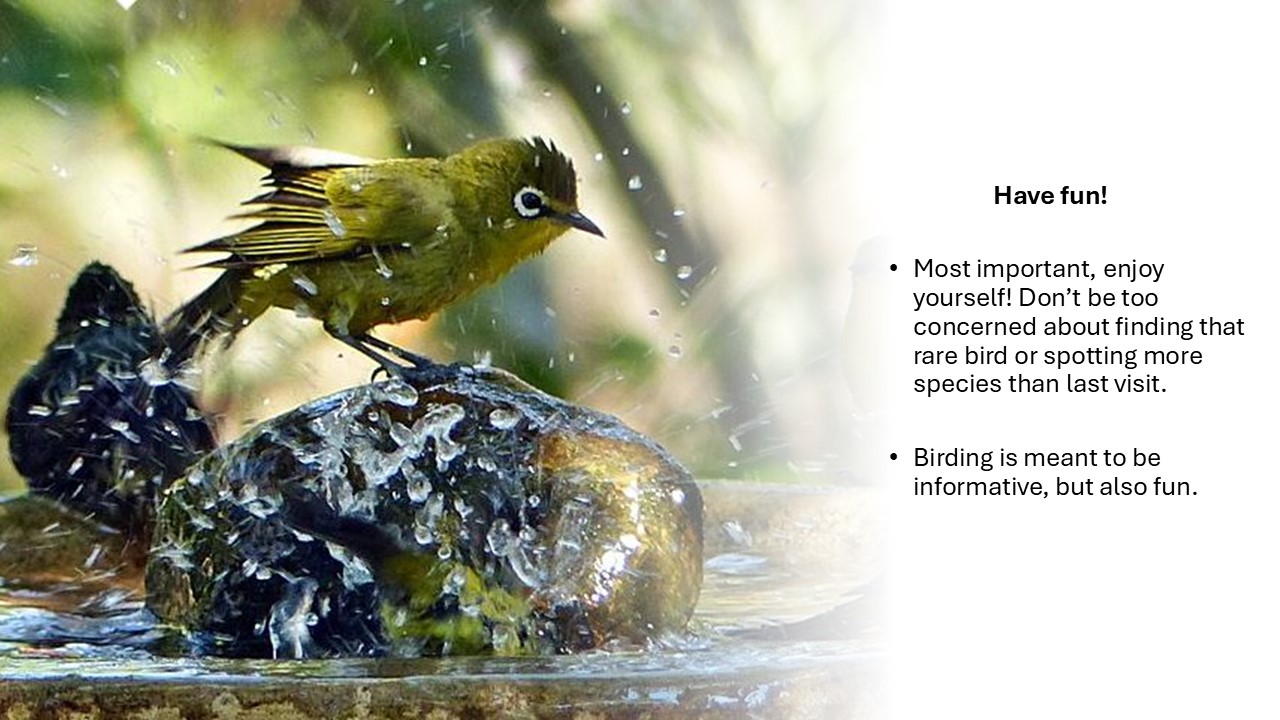 Have fun!
• Most important, enjoy
yourself! Don’t be too
concerned about finding that
rare bird or spotting more
species than last visit.
• Birding is meant to be
informative, but also fun.